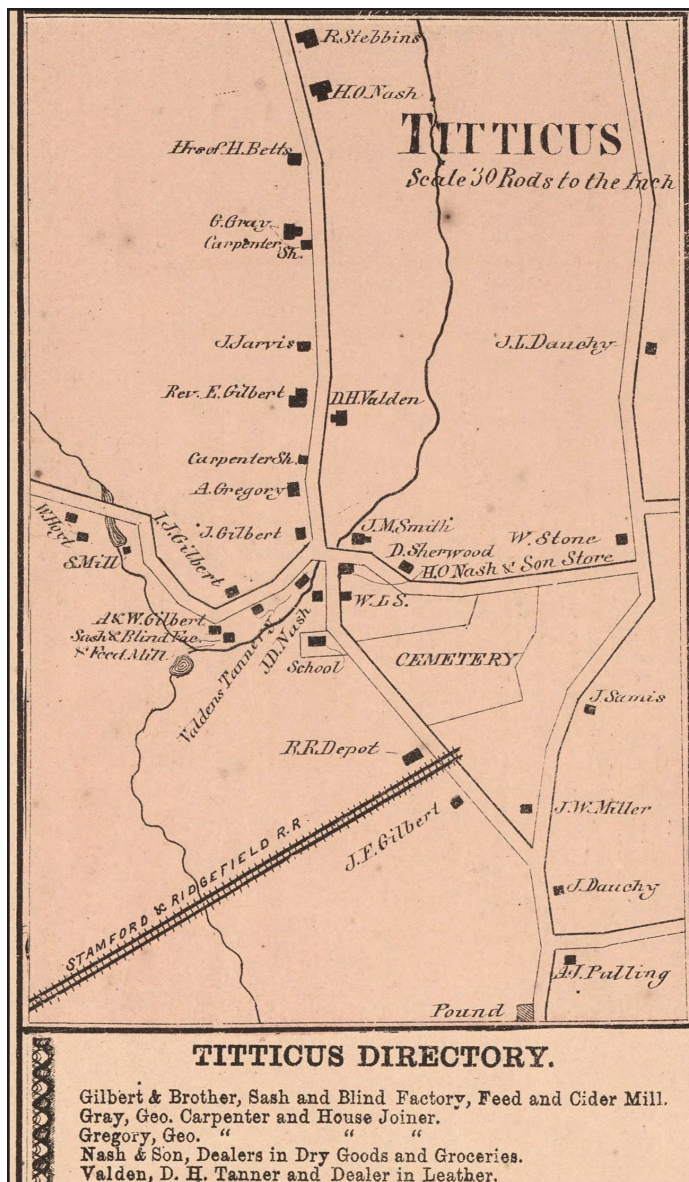 R. Stebbins
H.O. Nash
TITTICUS
Scale 30 Rods to the Inch
Hrs of H. Betts
G. Gray
Carpenter Sh.
J. Jarvis
J.L. Dauchy
Rev. E. Gilbert
D.H. Valden
Carpenter Sh.
A. Gregory
W. Hoyt
S. Mill
I.J. Gilbert
J. Gilbert
J.M. Smith
D. Sherwood
W. Stone
H.O Nash & Son Store
W.L S.
A & W. Gilbert
Sash & Blind Fac.
& Feed Mill
Valdens Tannery
J.D. Nash
School
CEMETERY
J. Samis
R.R. Depot
J.W. Miller
J.F. Gilbert
STAMFORD & RIDGEFIELD R.R.
J. Dauchy
A.J. Pulling
Pound
TITTICUS DIRECTORY.
Gilbert & Brother, Sash and Blind Factory, Feed and Cider Mill.
Gray, Geo. Carpenter and House Joiner.
Gregory, Geo. " " "
Nash & Son, Dealers in Dry Goods and Groceries.
Valden, D. H. Tanner and Dealer in Leather.